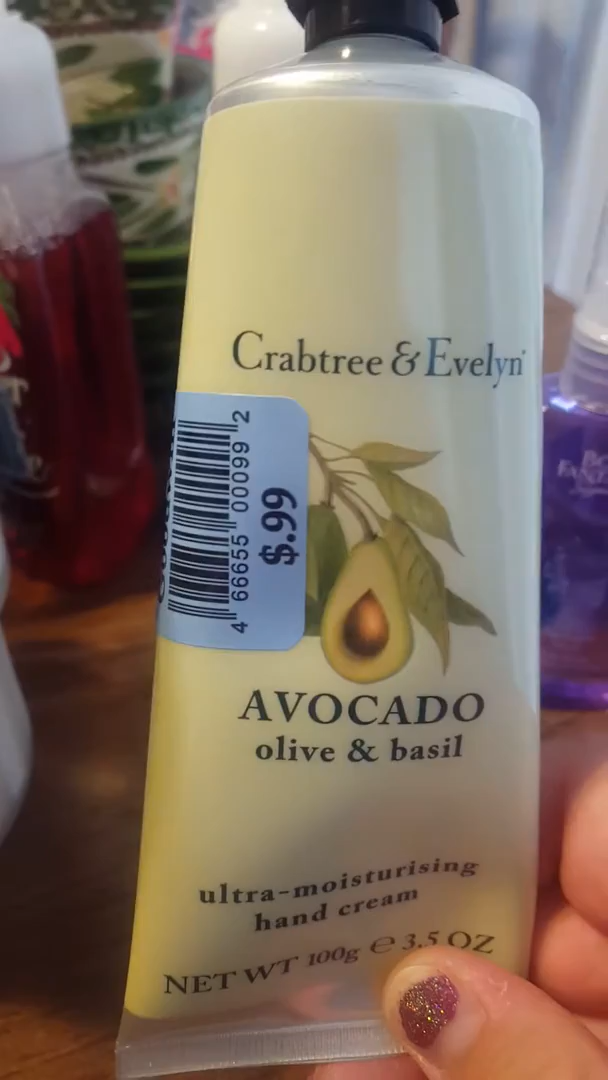 Crabtree & Evelyn®
4 66655 00099 2
$.99
AVOCADO
olive & basil
ultra-moisturising
hand cream
NET WT 100g ℮ 3.5 OZ